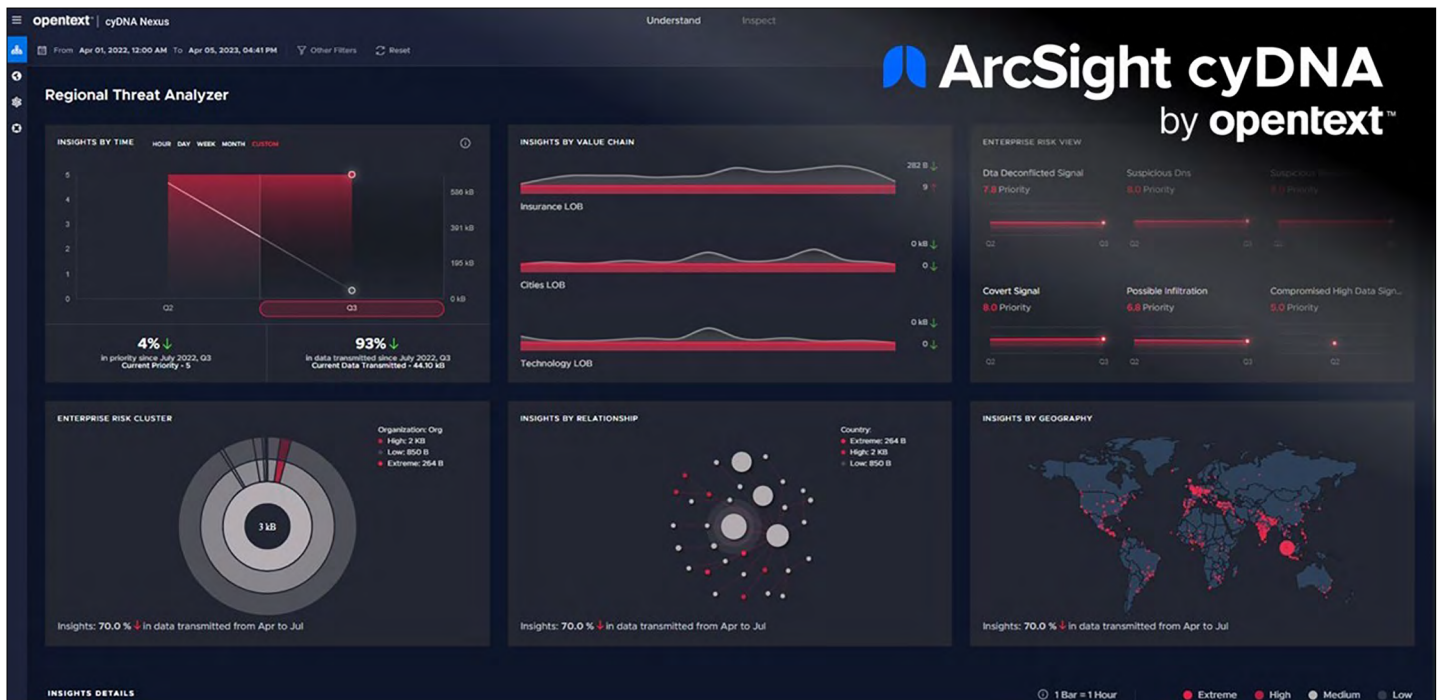 opentext™ | cyDNA Nexus
Understand
Inspect
From Apr 01, 2022, 12:00 AM To Apr 05, 2023, 04:41 PM
Other Filters
Reset
ArcSight cyDNA
by opentext™
Regional Threat Analyzer
INSIGHTS BY TIME
HOUR DAY WEEK MONTH CUSTOM
5
4
3
2
1
0
586 kB
391 kB
195 kB
0 kB
Q2
Q3
4% ↓
in priority since July 2022, Q3
Current Priority - 5
93% ↓
in data transmitted since July 2022, Q3
Current Data Transmitted - 44.10 kB
INSIGHTS BY VALUE CHAIN
282 B ↓
9 ↑
Insurance LOB
0 kB ↓
0 ↓
Cities LOB
0 kB ↓
0 ↓
Technology LOB
ENTERPRISE RISK VIEW
Dta Deconflicted Signal
7.8 Priority
Q2
Q3
Suspicious Dns
8.0 Priority
Q2
Q3
Suspicious
Priority
Covert Signal
8.0 Priority
Q2
Q3
Possible Infiltration
6.8 Priority
Q2
Q3
Compromised High Data Sign...
5.0 Priority
Q2
ENTERPRISE RISK CLUSTER
Organization: Org
High: 2 KB
Low: 850 B
Extreme: 264 B
3 kB
Insights: 70.0 % ↓ in data transmitted from Apr to Jul
INSIGHTS BY RELATIONSHIP
Country:
Extreme: 264 B
High: 2 KB
Low: 850 B
Insights: 70.0 % ↓ in data transmitted from Apr to Jul
INSIGHTS BY GEOGRAPHY
Insights: 70.0 % ↓ in data transmitted from Apr to Jul
INSIGHTS DETAILS
1 Bar = 1 Hour
Extreme
High
Medium
Low